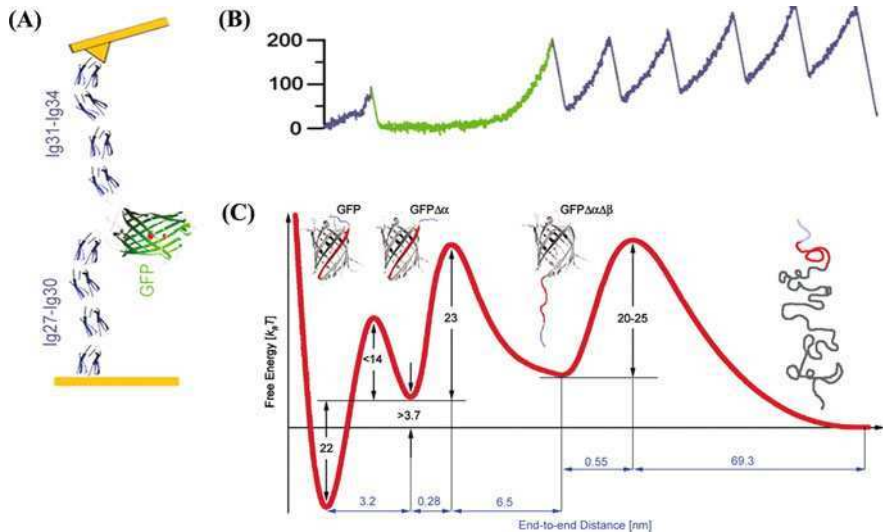 (A)
Ig31-Ig34
GFP
Ig27-Ig30
(B)
200
100
0
(C)
GFP
GFPΔα
GFPΔαΔβ
Free Energy [kBT]
<14
23
20-25
>3.7
22
0.55
69.3
3.2
0.28
6.5
End-to-end Distance [nm]